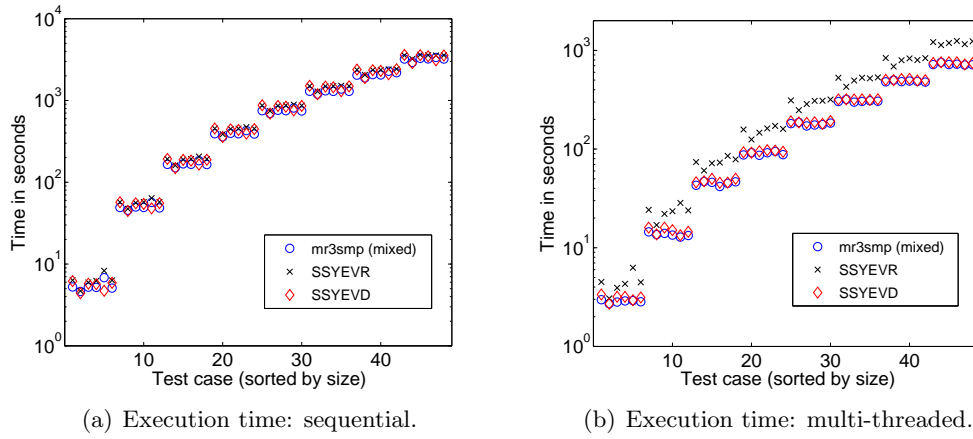 10^4
10^3
10^2
10^1
10^0
Time in seconds
10 20 30 40
Test case (sorted by size)
mr3smp (mixed)
SSYEVR
SSYEVD
(a) Execution time: sequential.
10^3
10^2
10^1
10^0
Time in seconds
10 20 30 40
Test case (sorted by size)
mr3smp (mixed)
SSYEVR
SSYEVD
(b) Execution time: multi-threaded.